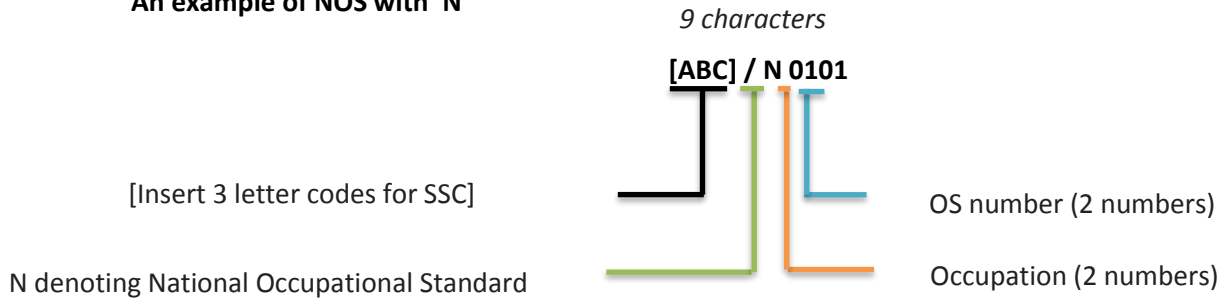 An example of NOS with 'N'
9 characters
[ABC] / N 0101
[Insert 3 letter codes for SSC]
OS number (2 numbers)
N denoting National Occupational Standard
Occupation (2 numbers)